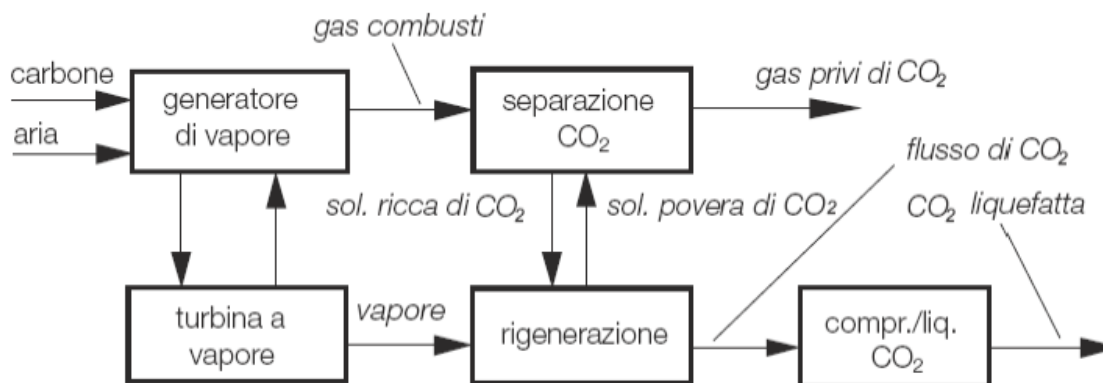 gas combusti
carbone
aria
generatore
di vapore
separazione
CO₂
gas privi di CO₂
flusso di CO₂
sol. ricca di CO₂
sol. povera di CO₂
CO₂ liquefatta
turbina a
vapore
vapore
rigenerazione
compr./liq.
CO₂